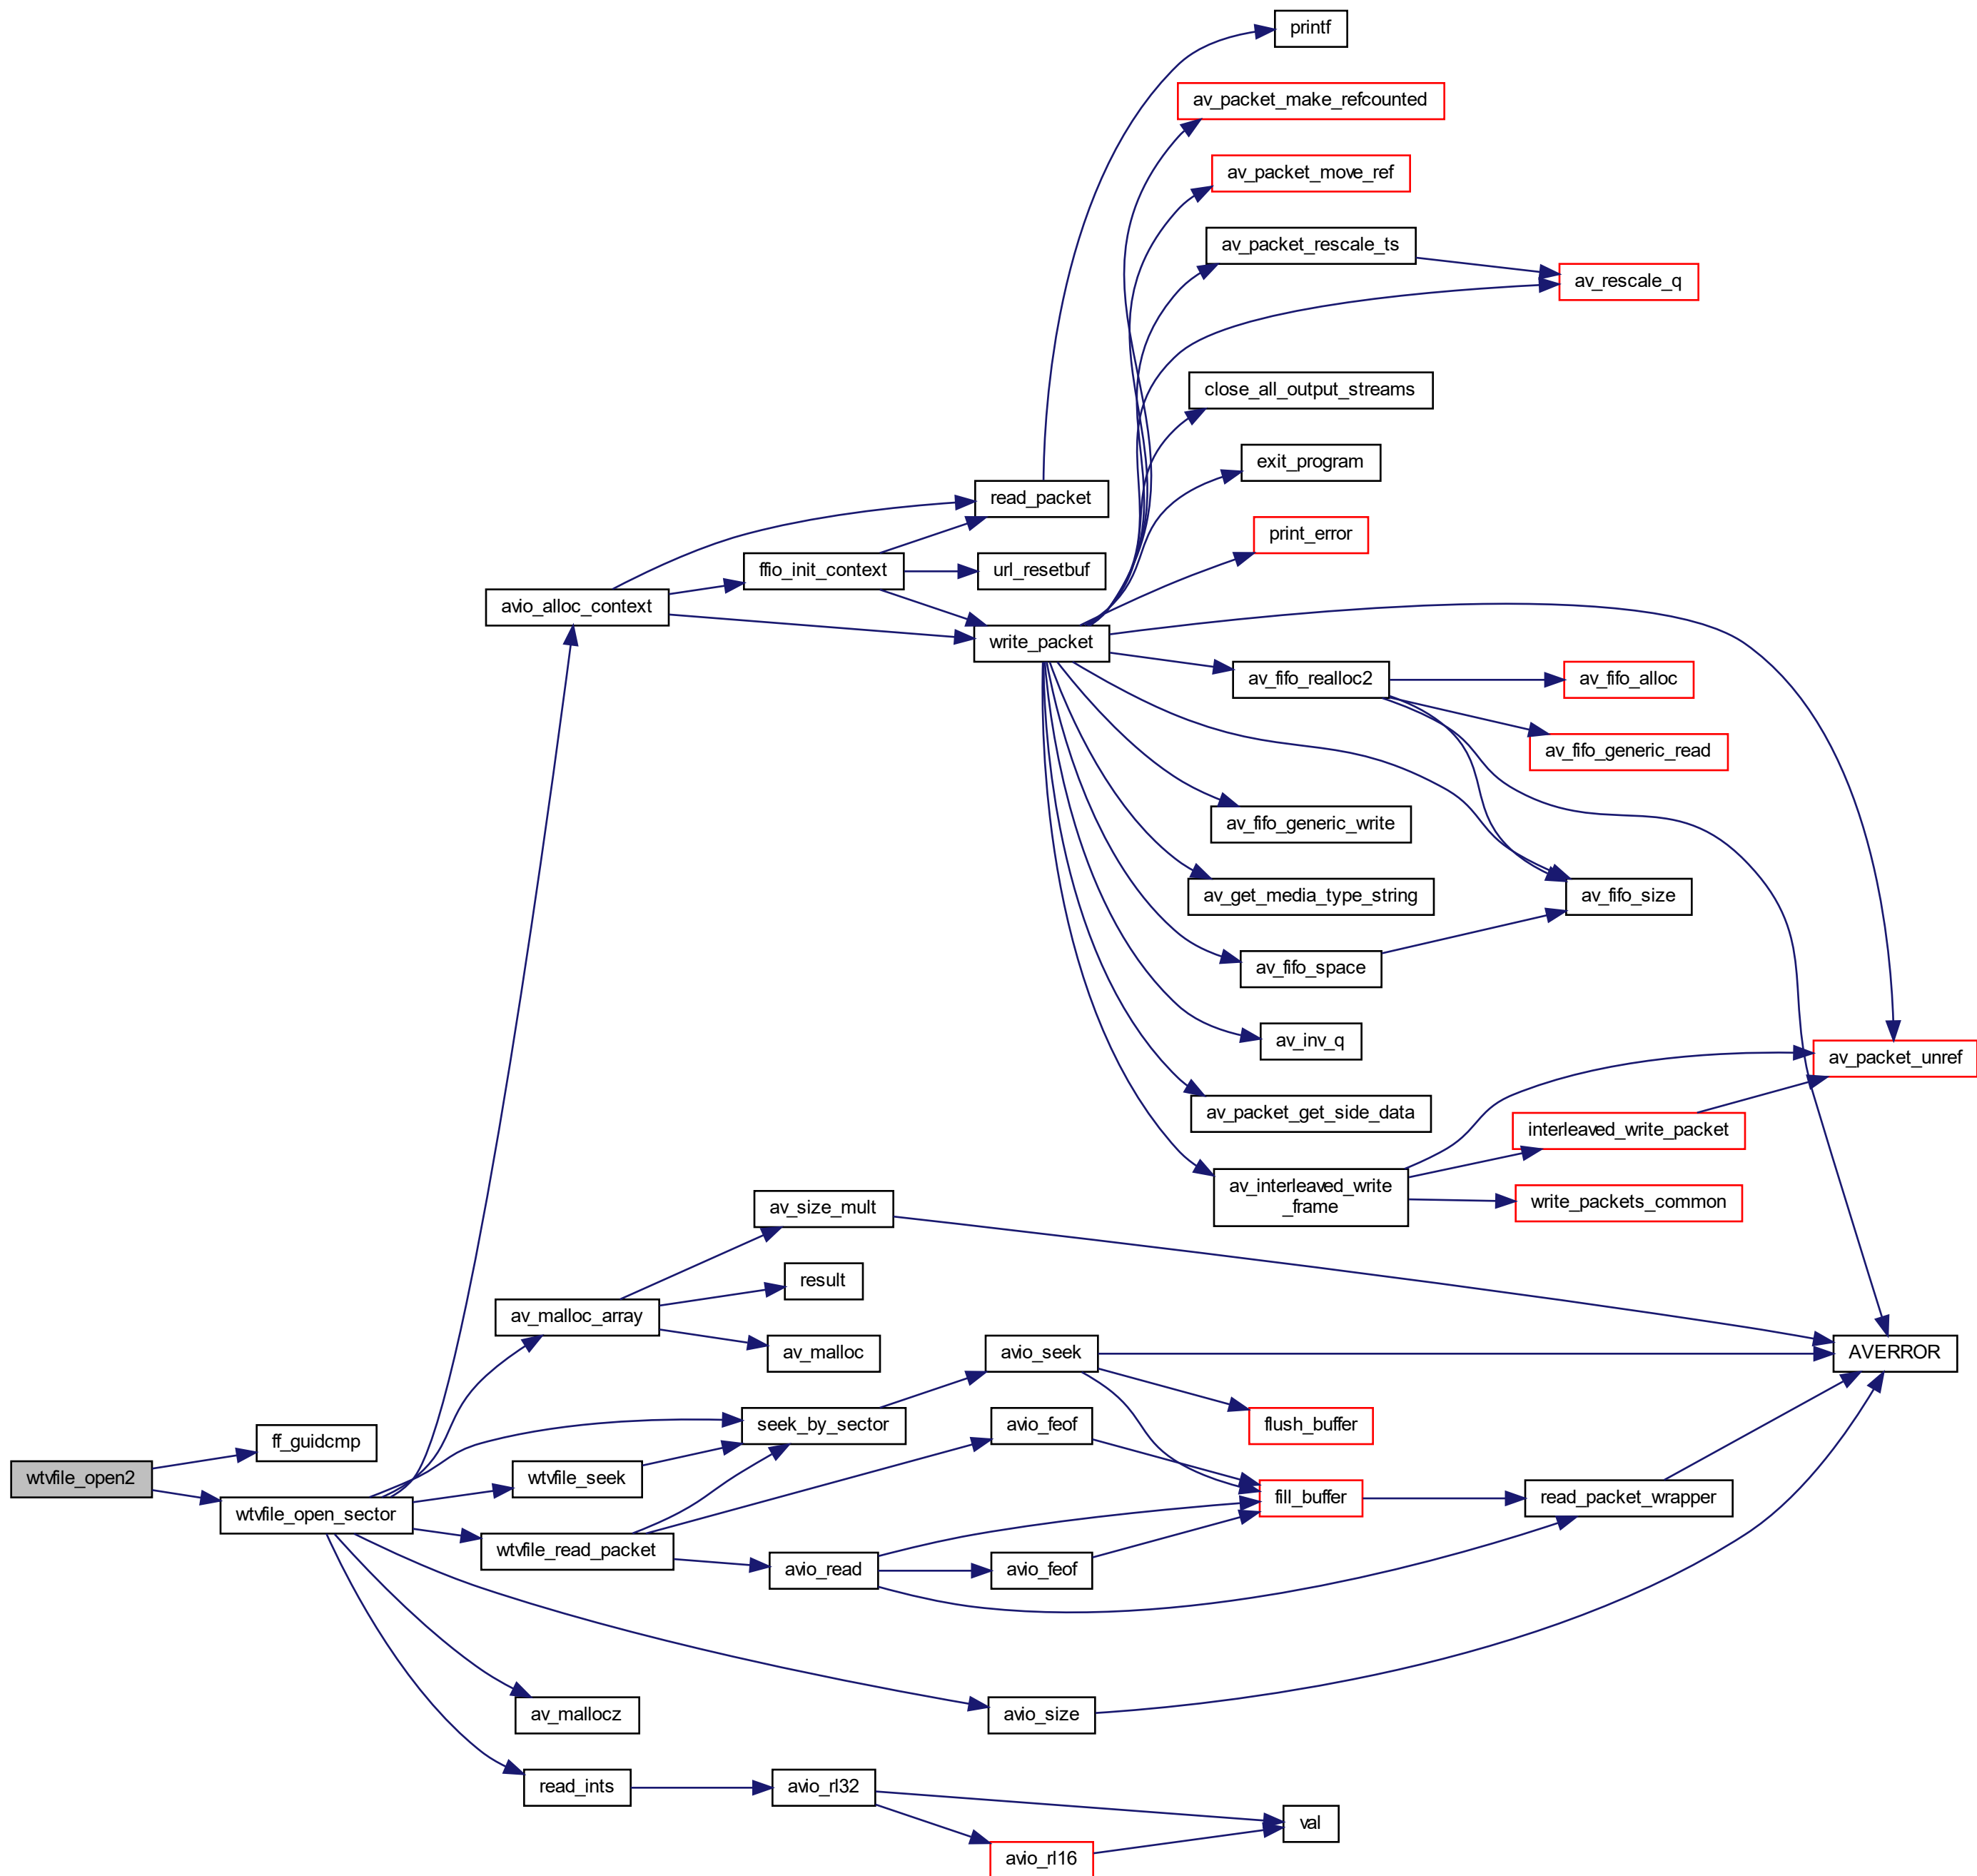 printf
av_packet_make_refcounted
av_packet_move_ref
av_packet_rescale_ts
av_rescale_q
close_all_output_streams
exit_program
read_packet
print_error
ffio_init_context
url_resetbuf
avio_alloc_context
write_packet
av_fifo_realloc2
av_fifo_alloc
av_fifo_generic_read
av_fifo_generic_write
av_get_media_type_string
av_fifo_size
av_fifo_space
av_inv_q
av_packet_unref
av_packet_get_side_data
interleaved_write_packet
av_interleaved_write
_frame
write_packets_common
av_size_mult
result
av_malloc_array
av_malloc
avio_seek
AVERROR
seek_by_sector
avio_feof
flush_buffer
ff_guidcmp
wtvfile_open2
wtvfile_seek
wtvfile_open_sector
fill_buffer
read_packet_wrapper
wtvfile_read_packet
avio_read
avio_feof
av_mallocz
avio_size
read_ints
avio_rl32
val
avio_rl16